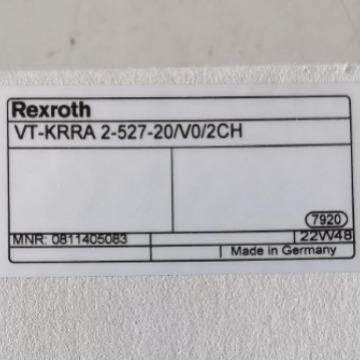 Rexroth
VT-KRRA 2-527-20/V0/2CH
7920
MNR: 0811405083 22W48
Made in Germany